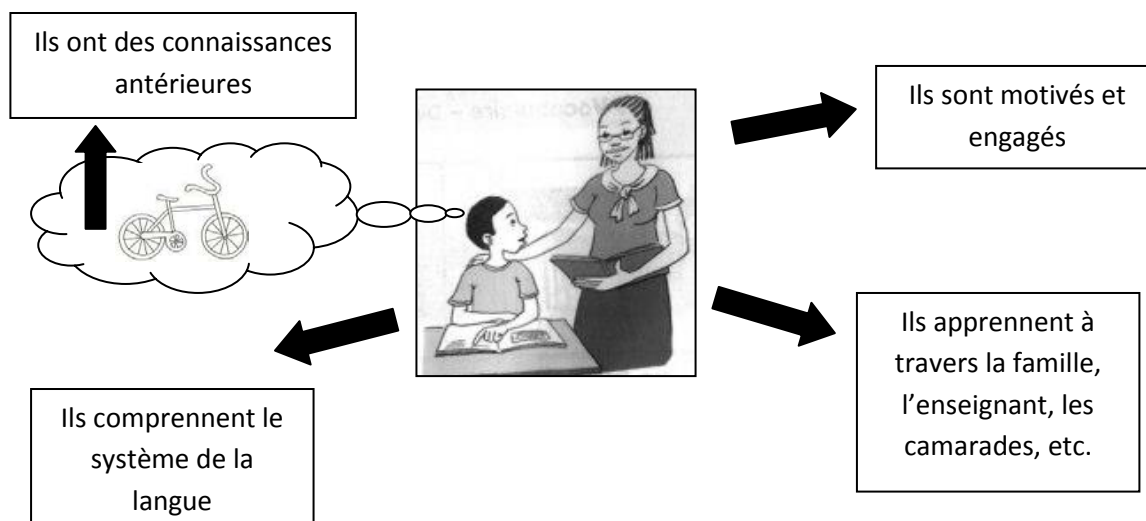 Ils ont des connaissances
antérieures
Vocabulaire – D
Ils sont motivés et
engagés
Ils apprennent à
travers la famille,
l'enseignant, les
camarades, etc.
Ils comprennent le
système de la
langue